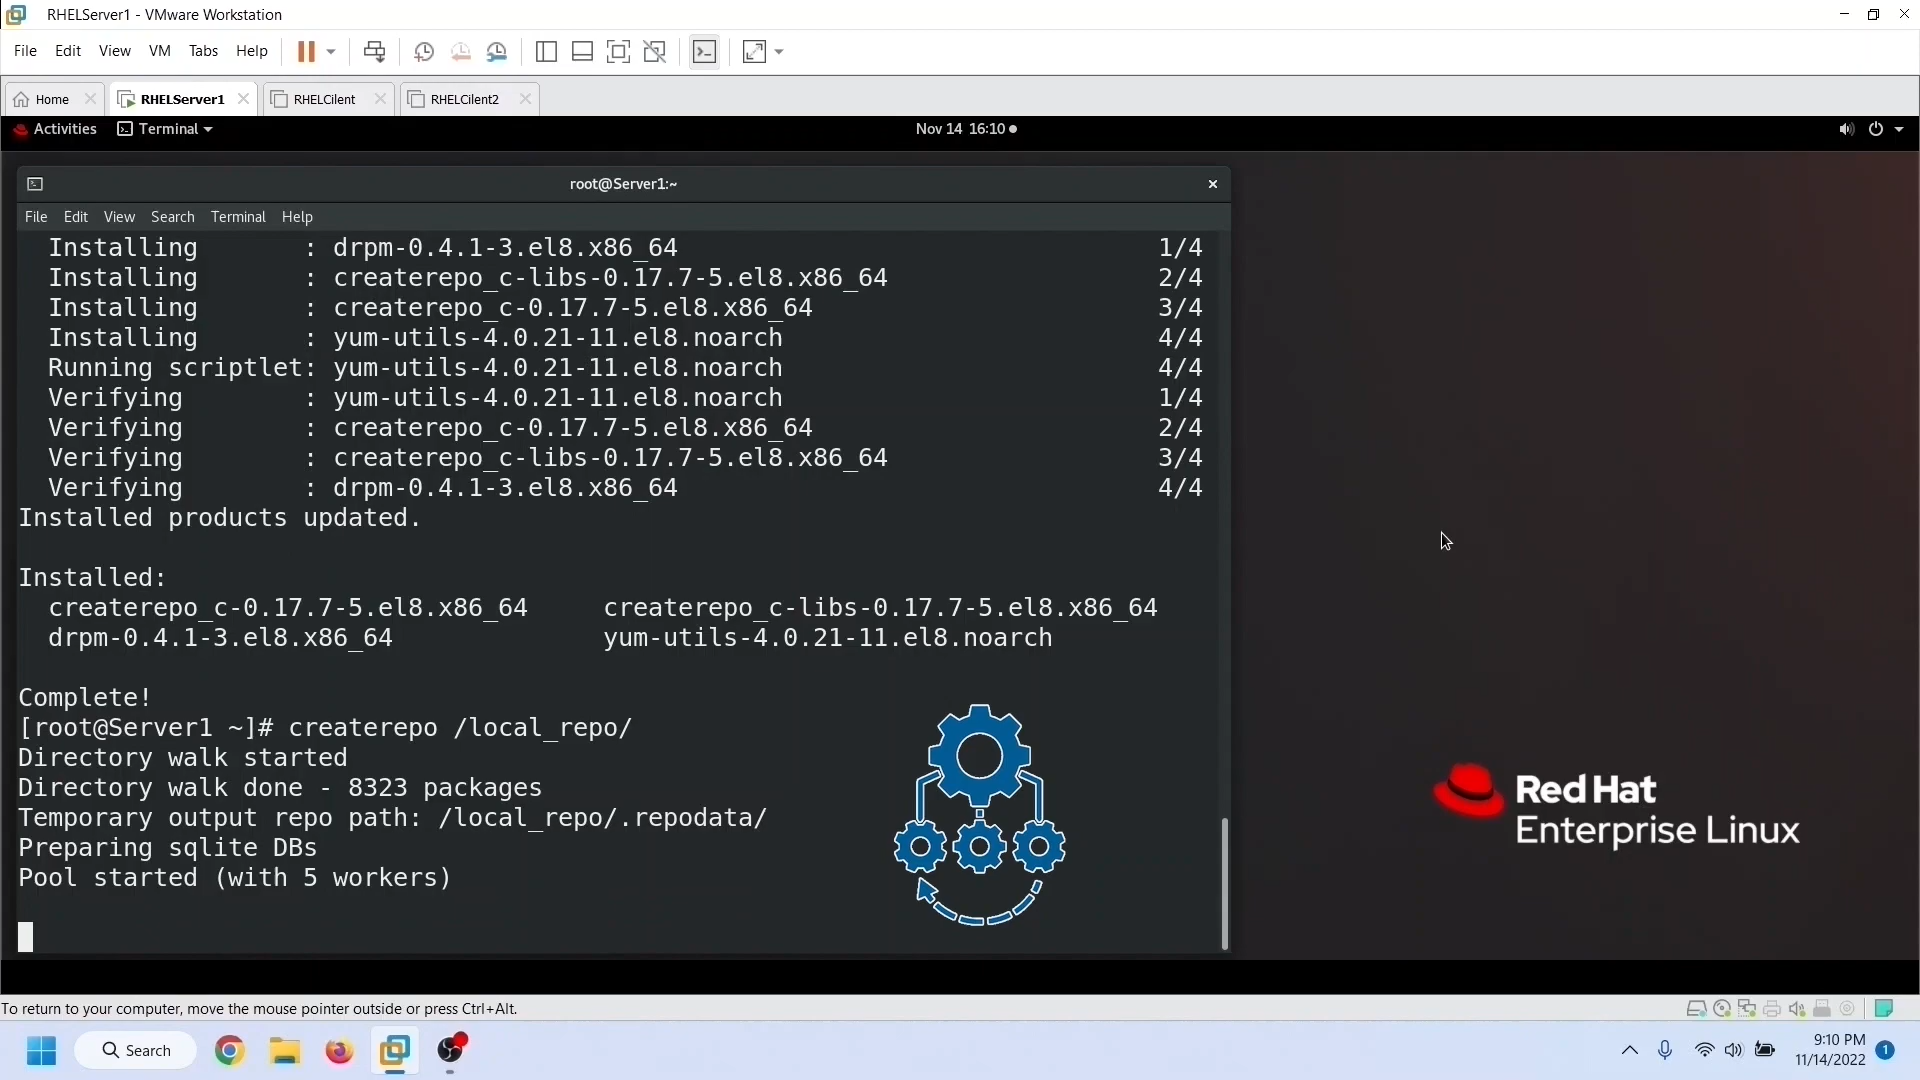 RHELServer1 - VMware Workstation
File Edit View VM Tabs Help
Home RHELServer1 RHELCilent RHELCilent2
Activities Terminal Nov 14 16:10
root@Server1:~
File Edit View Search Terminal Help
Installing : drpm-0.4.1-3.el8.x86_64 1/4
Installing : createrepo_c-libs-0.17.7-5.el8.x86_64 2/4
Installing : createrepo_c-0.17.7-5.el8.x86_64 3/4
Installing : yum-utils-4.0.21-11.el8.noarch 4/4
Running scriptlet: yum-utils-4.0.21-11.el8.noarch 4/4
Verifying : yum-utils-4.0.21-11.el8.noarch 1/4
Verifying : createrepo_c-0.17.7-5.el8.x86_64 2/4
Verifying : createrepo_c-libs-0.17.7-5.el8.x86_64 3/4
Verifying : drpm-0.4.1-3.el8.x86_64 4/4
Installed products updated.
Installed:
createrepo_c-0.17.7-5.el8.x86_64 createrepo_c-libs-0.17.7-5.el8.x86_64
drpm-0.4.1-3.el8.x86_64 yum-utils-4.0.21-11.el8.noarch
Complete!
[root@Server1 ~]# createrepo /local_repo/
Directory walk started
Directory walk done - 8323 packages
Temporary output repo path: /local_repo/.repodata/
Preparing sqlite DBs
Pool started (with 5 workers)
Red Hat
Enterprise Linux
To return to your computer, move the mouse pointer outside or press Ctrl+Alt.
Search
9:10 PM
11/14/2022
1